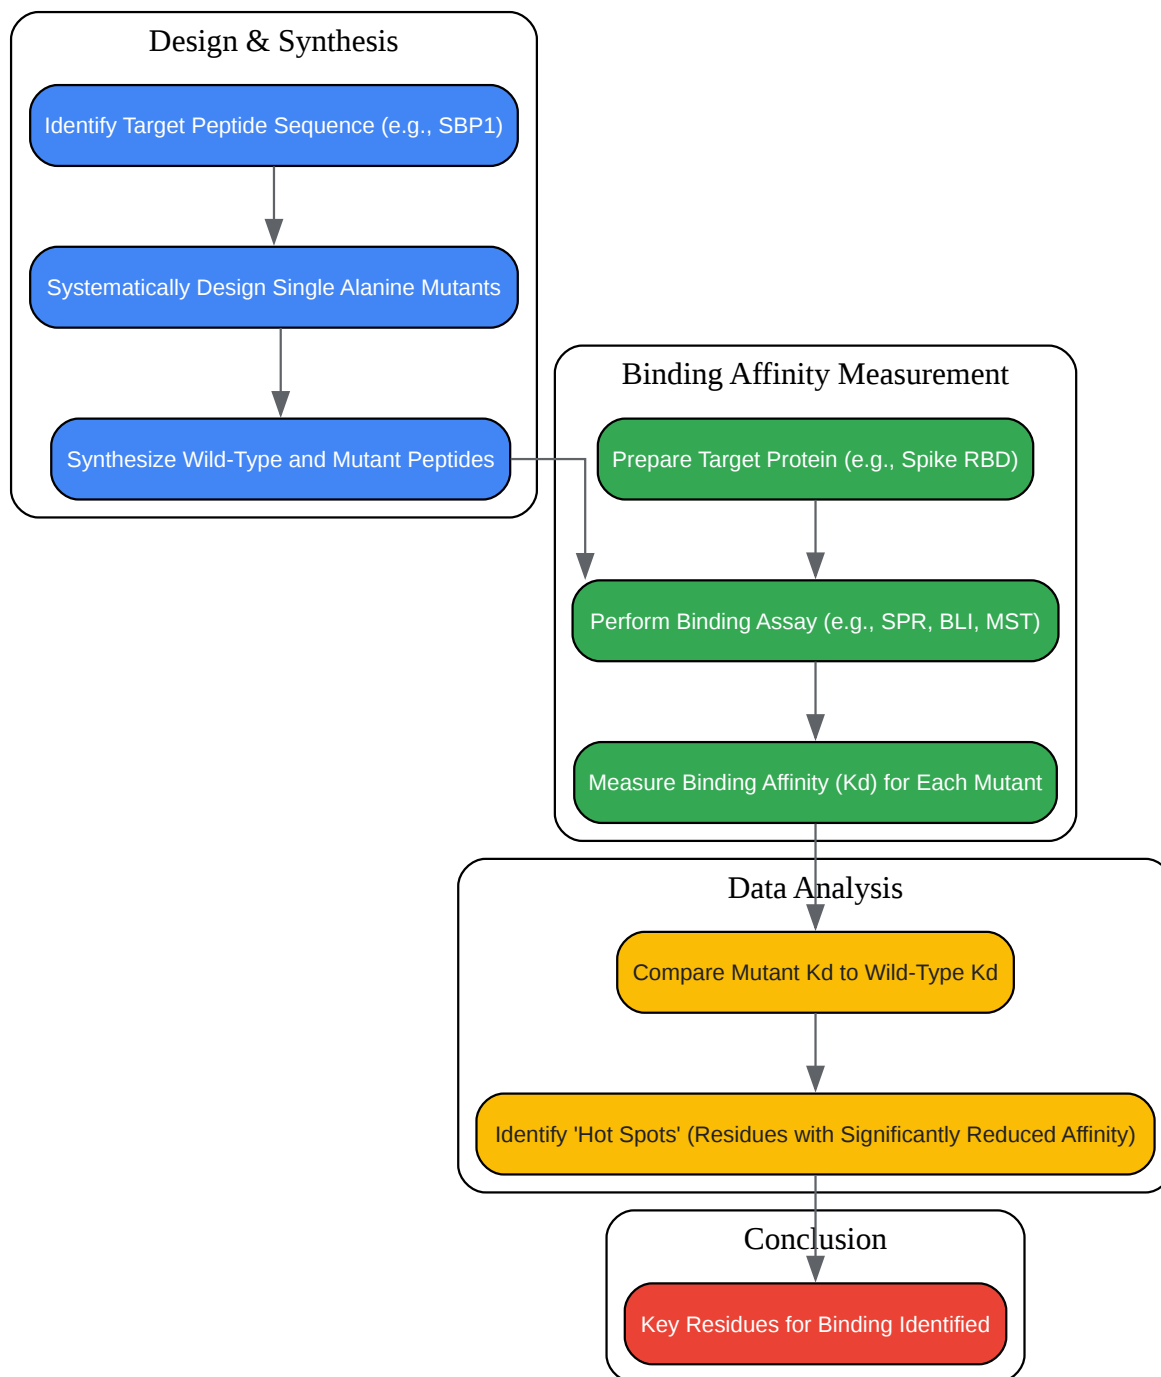 Design & Synthesis
Identify Target Peptide Sequence (e.g., SBP1)
Systematically Design Single Alanine Mutants
Synthesize Wild-Type and Mutant Peptides
Binding Affinity Measurement
Prepare Target Protein (e.g., Spike RBD)
Perform Binding Assay (e.g., SPR, BLI, MST)
Measure Binding Affinity (Kd) for Each Mutant
Data Analysis
Compare Mutant Kd to Wild-Type Kd
Identify 'Hot Spots' (Residues with Significantly Reduced Affinity)
Conclusion
Key Residues for Binding Identified